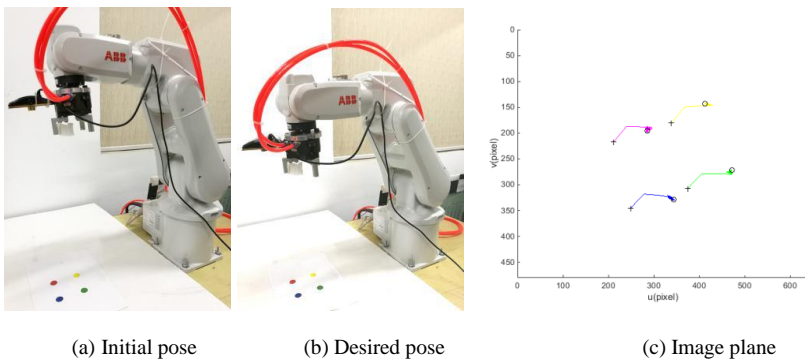 ABB
ABB
0
50
100
150
200
250
300
350
400
450
v(pixel)
0
100
200
300
400
500
600
u(pixel)
(a) Initial pose
(b) Desired pose
(c) Image plane